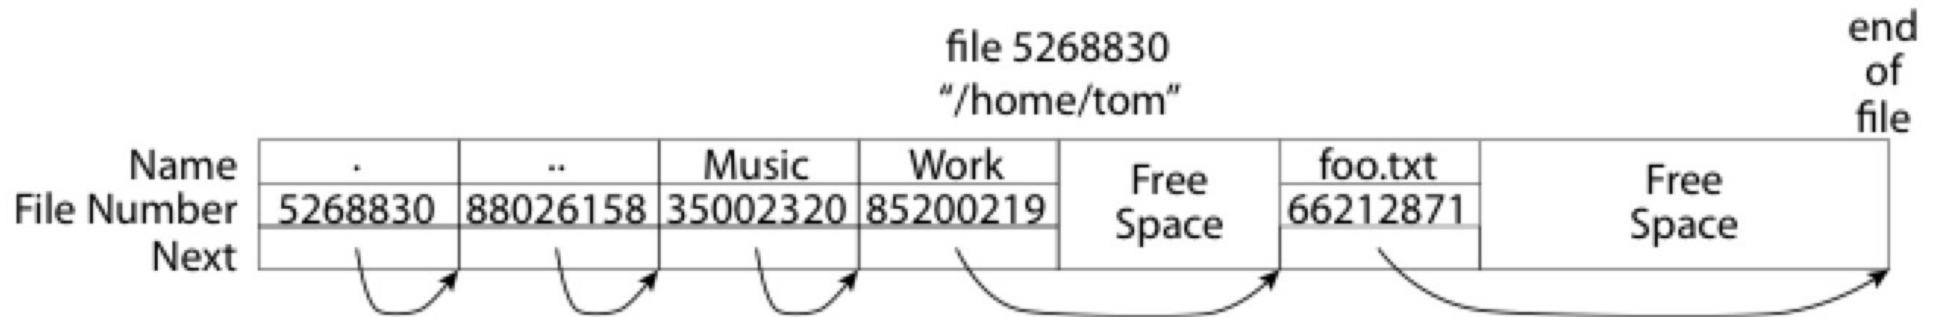 file 5268830
“/home/tom”
end
of
file
Name . .. Music Work Free Space foo.txt Free Space
File Number 5268830 88026158 35002320 85200219 66212871
Next